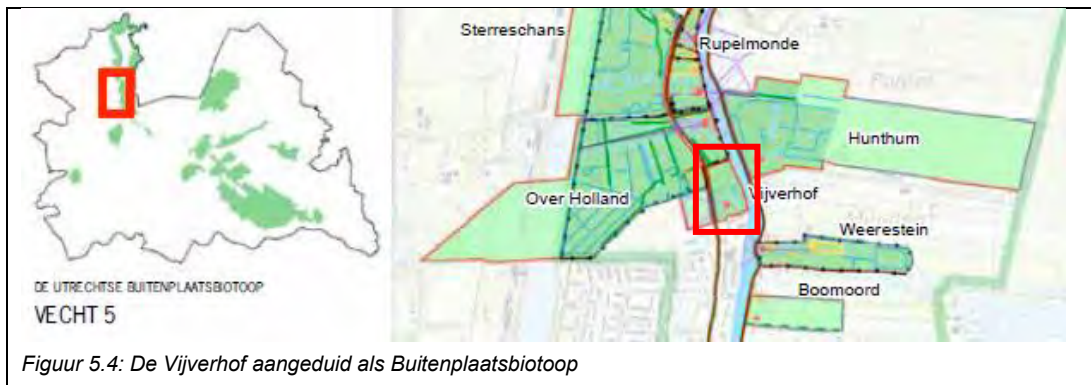 Sterreschans
Rupelmonde
Hunthum
Over Holland
Vijverhof
Weerestein
Boomoord
DE UTRECHTSE BUITENPLAATSBIOTOOP
VECHT 5
Figuur 5.4: De Vijverhof aangeduid als Buitenplaatsbiotoop